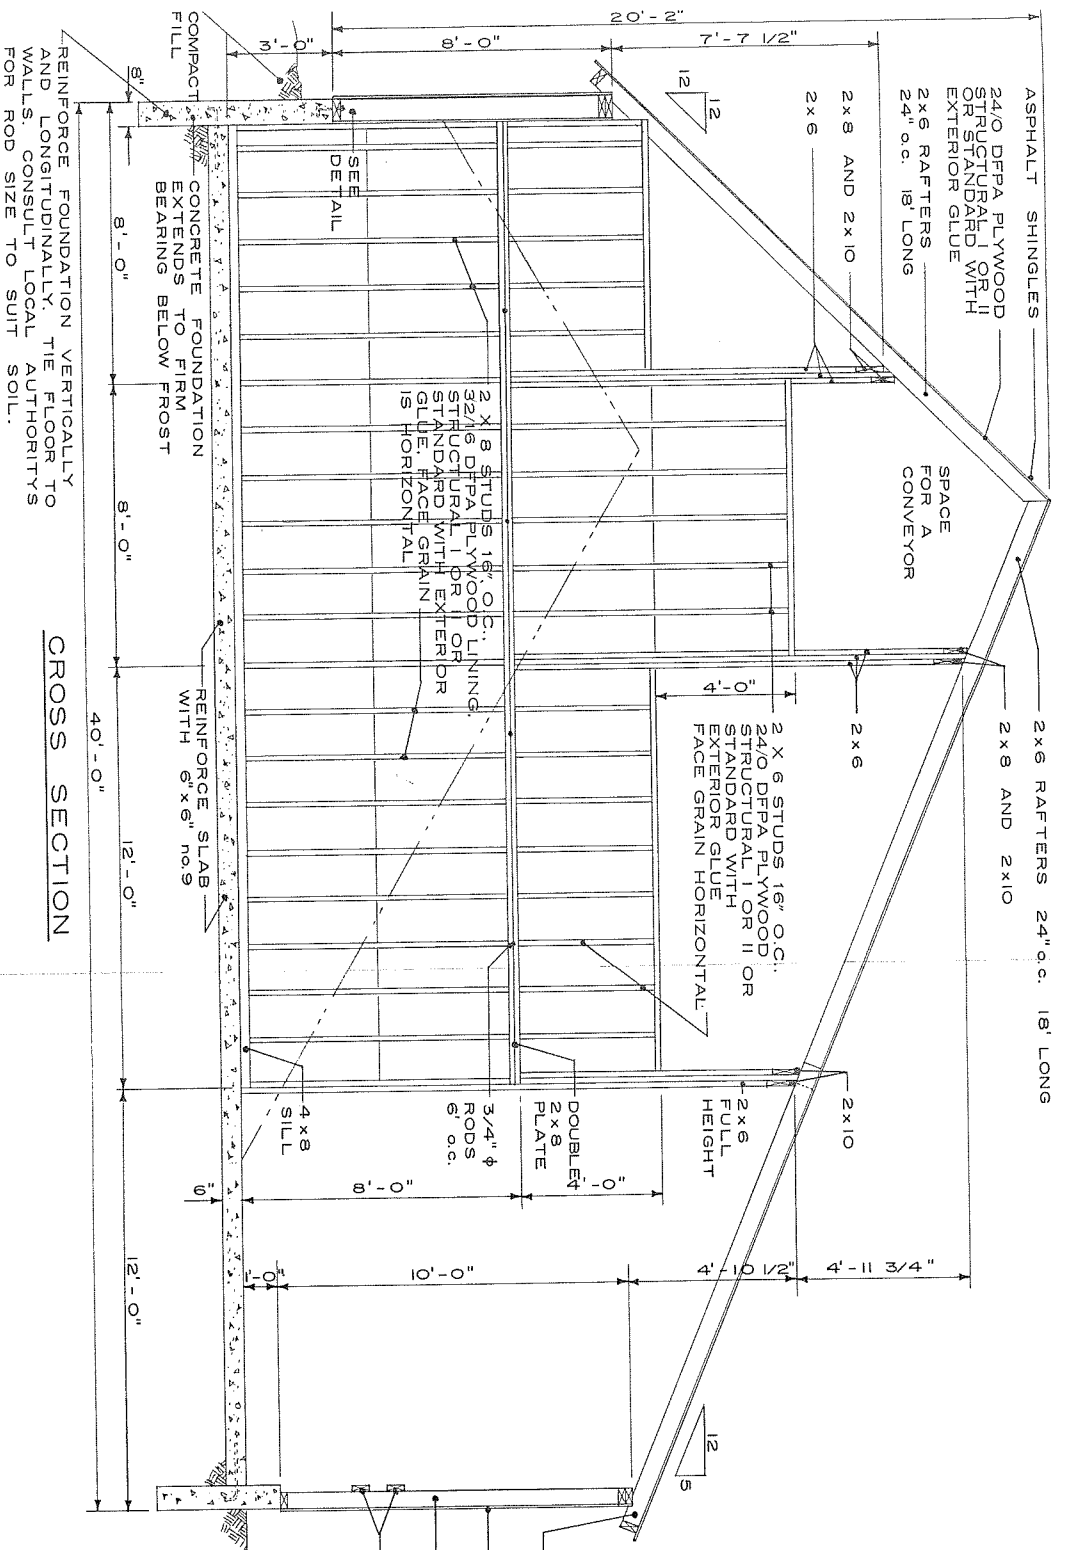 ASPHALT SHINGLES
24/0 DFPA PLYWOOD
STRUCTURAL I OR II
OR STANDARD WITH
EXTERIOR GLUE
2x6 RAFTERS
24" o.c. 18' LONG
2x8 AND 2x10
2x6
12
12
20'-2"
7'-7 1/2"
8'-0"
3'-0"
COMPACT
FILL
SEE
DETAIL
SPACE
FOR A
CONVEYOR
2x6 RAFTERS 24" o.c. 18' LONG
2x8 AND 2x10
2x6
2x10
4'-0"
2 X 6 STUDS 16" O.C.,
24/0 DFPA PLYWOOD
STRUCTURAL I OR II OR
STANDARD WITH
EXTERIOR GLUE
FACE GRAIN HORIZONTAL
2 X 8 STUDS 16", O.C.,
32/16 DFPA PLYWOOD LINING.
STRUCTURAL I OR II OR
STANDARD WITH EXTERIOR
GLUE. FACE GRAIN
IS HORIZONTAL
2x6
FULL
HEIGHT
DOUBLE
2x8
PLATE
3/4" ϕ
RODS
6' o.c.
4x8
SILL
4'-0"
8'-0"
6"
4'-11 3/4"
4'-10 1/2"
10'-0"
1'-0"
12
5
CONCRETE FOUNDATION
EXTENDS TO FIRM
BEARING BELOW FROST
REINFORCE SLAB
WITH 6"x6" no.9
8"
8'-0"
8'-0"
12'-0"
12'-0"
40'-0"
REINFORCE FOUNDATION VERTICALLY
AND LONGITUDINALLY. TIE FLOOR TO
WALLS. CONSULT LOCAL AUTHORITYS
FOR ROD SIZE TO SUIT SOIL.
CROSS SECTION